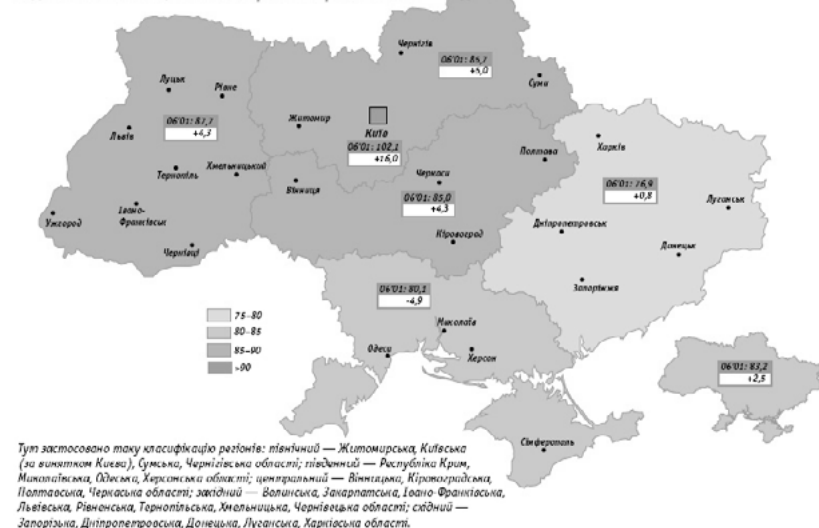 Чернігів
06'01: 85,7
+5,0
Суми
Луцьк
Рівне
06'01: 87,7
+4,3
Львів
Житомир
Київ
06'01: 102,1
+16,0
Харків
Полтава
Тернопіль
Хмельницький
Вінниця
Черкаси
06'01: 85,0
+4,3
06'01: 76,9
+0,8
Луганськ
Ужгород
Івано-
Франківськ
Чернівці
Кіровоград
Дніпропетровськ
Донецьк
Запоріжжя
06'01: 80,1
-4,9
75–80
80–85
85–90
>90
Миколаїв
Одеса
Херсон
06'01: 83,2
+2,5
Сімферополь
Тут застосовано таку класифікацію регіонів: північний — Житомирська, Київська
(за винятком Києва), Сумська, Чернігівська області; південний — Республіка Крим,
Миколаївська, Одеська, Херсонська області; центральний — Вінницька, Кіровоградська,
Полтавська, Черкаська області; західний — Волинська, Закарпатська, Івано-Франківська,
Львівська, Рівненська, Тернопільська, Хмельницька, Чернівецька області; східний —
Запорізька, Дніпропетровська, Донецька, Луганська, Харківська області.